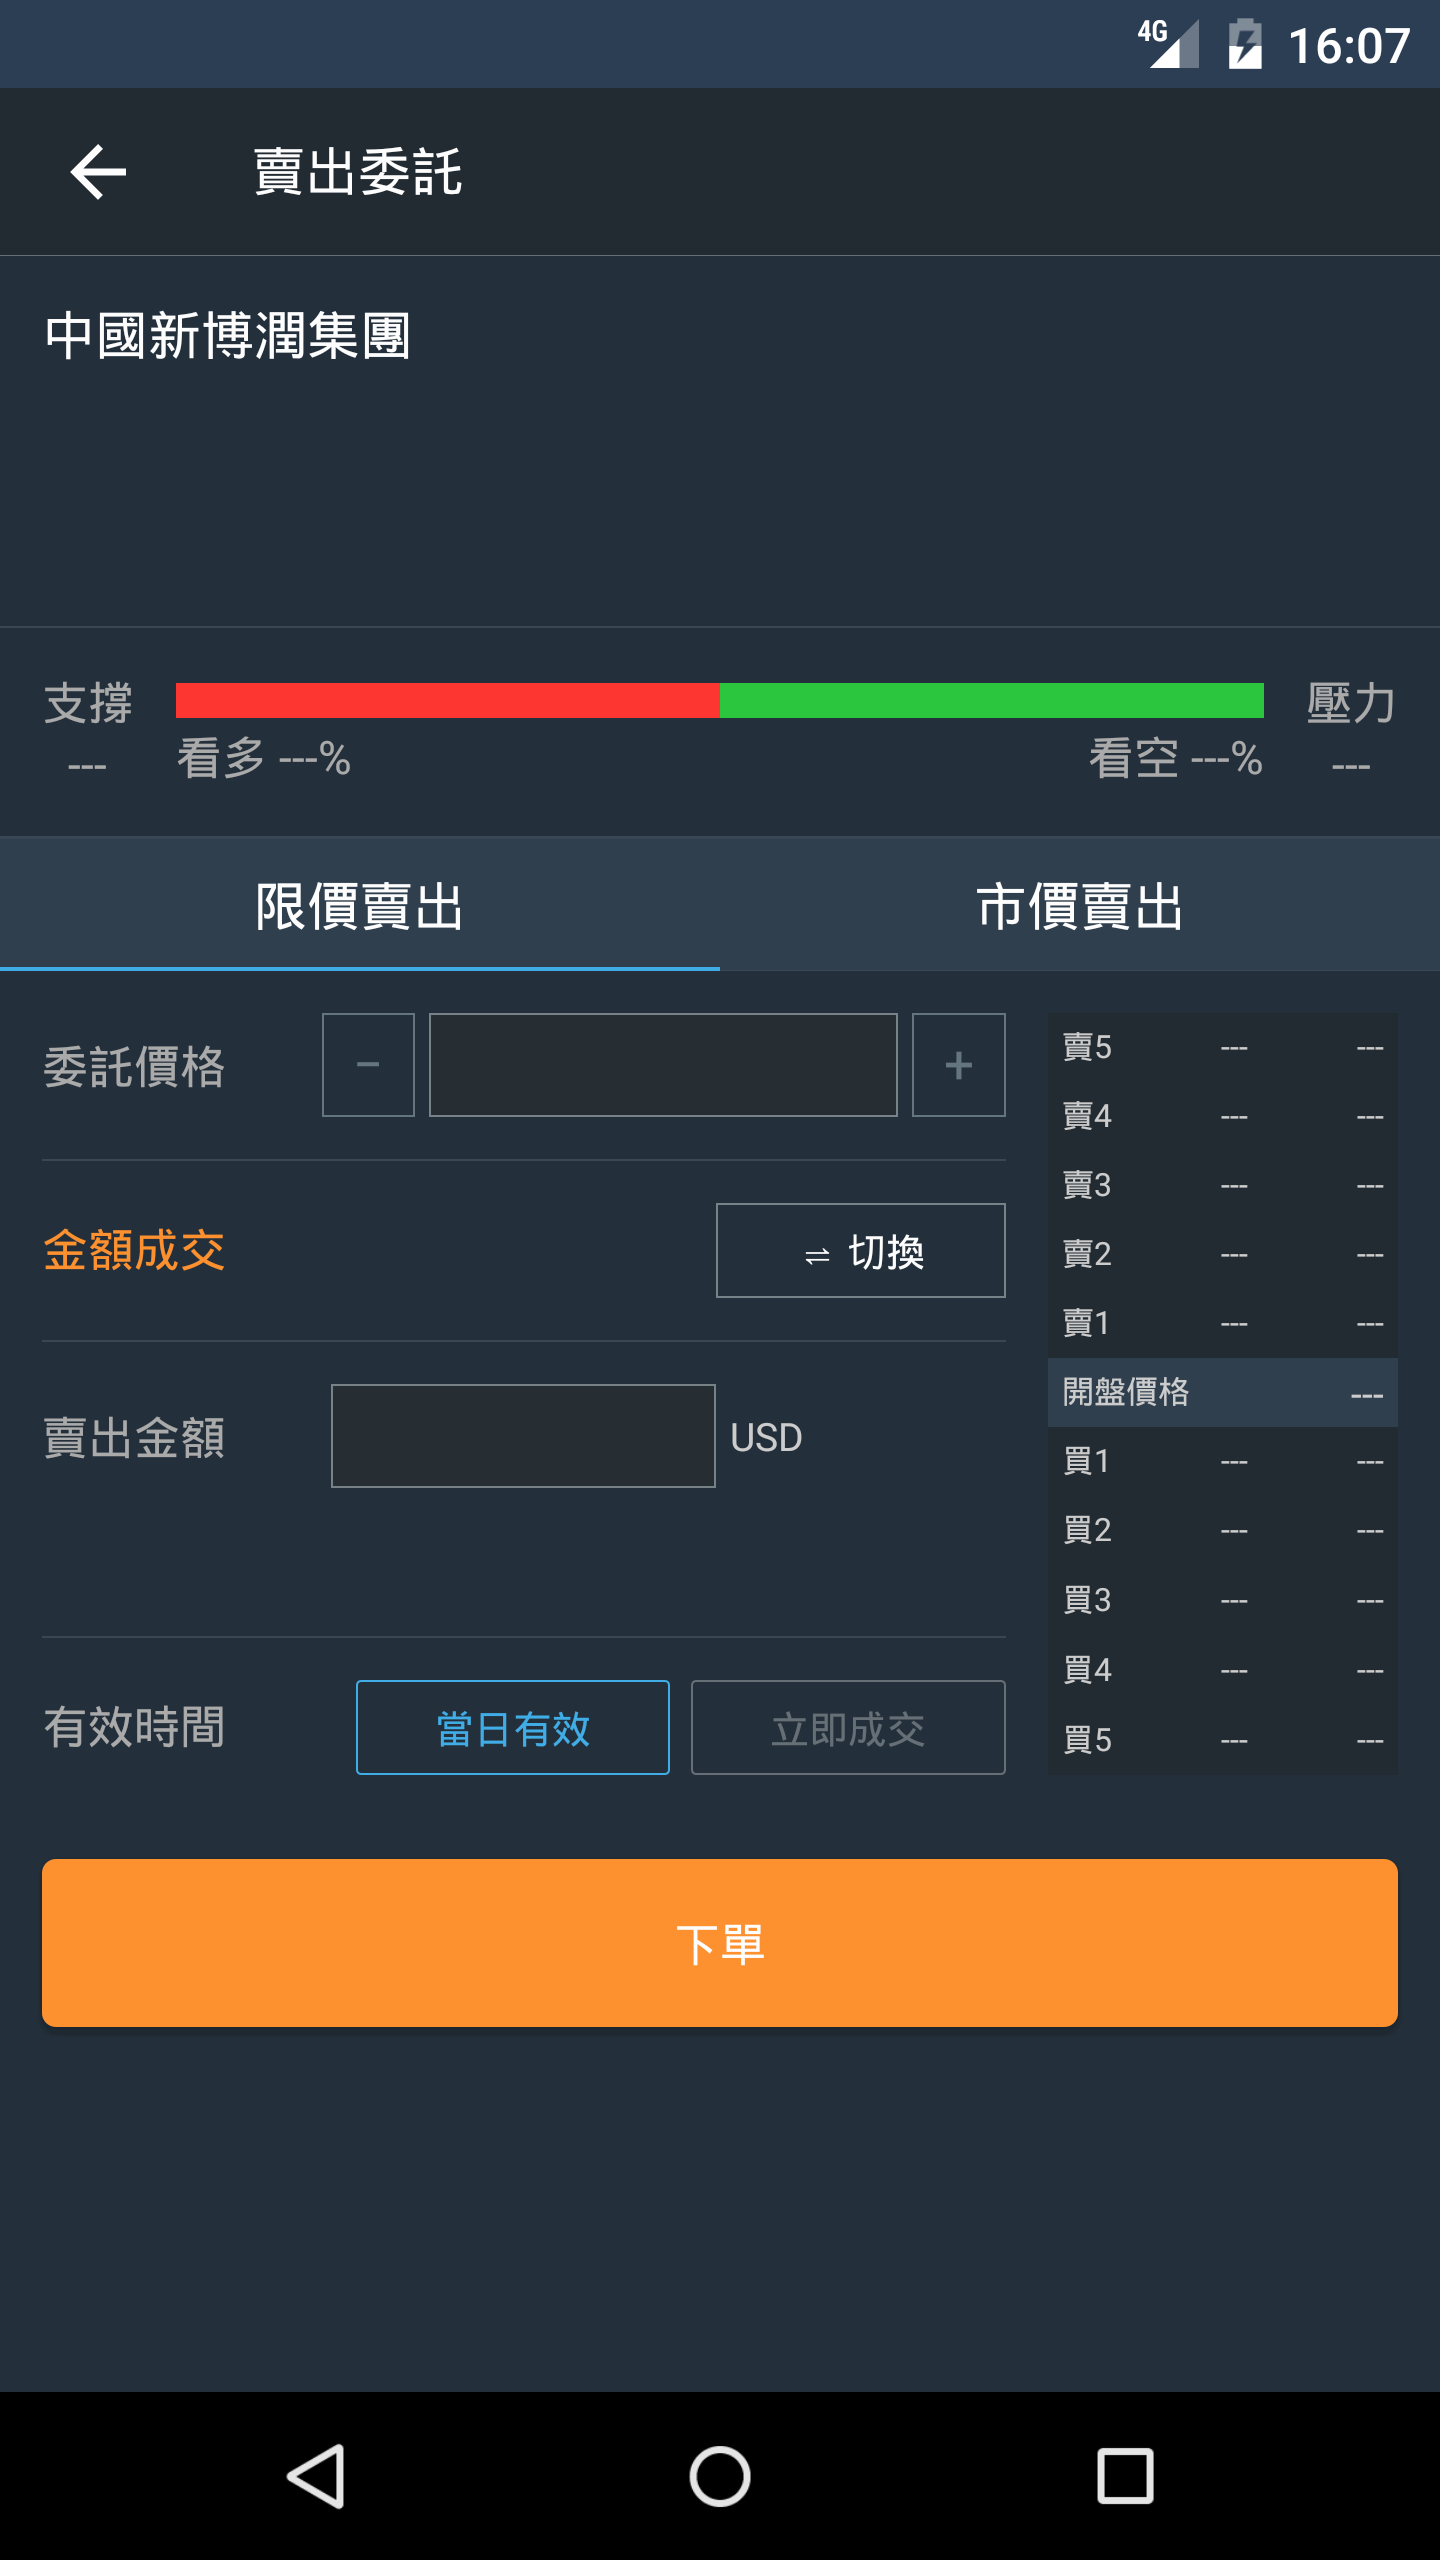 4G 16:07
賣出委託
中國新博潤集團
支撐 壓力
--- 看多 ---% 看空 ---% ---
限價賣出 市價賣出
委託價格 − +
金額成交 ⇌ 切換
賣出金額 USD
有效時間 當日有效 立即成交
賣5 --- ---
賣4 --- ---
賣3 --- ---
賣2 --- ---
賣1 --- ---
開盤價格 ---
買1 --- ---
買2 --- ---
買3 --- ---
買4 --- ---
買5 --- ---
下單